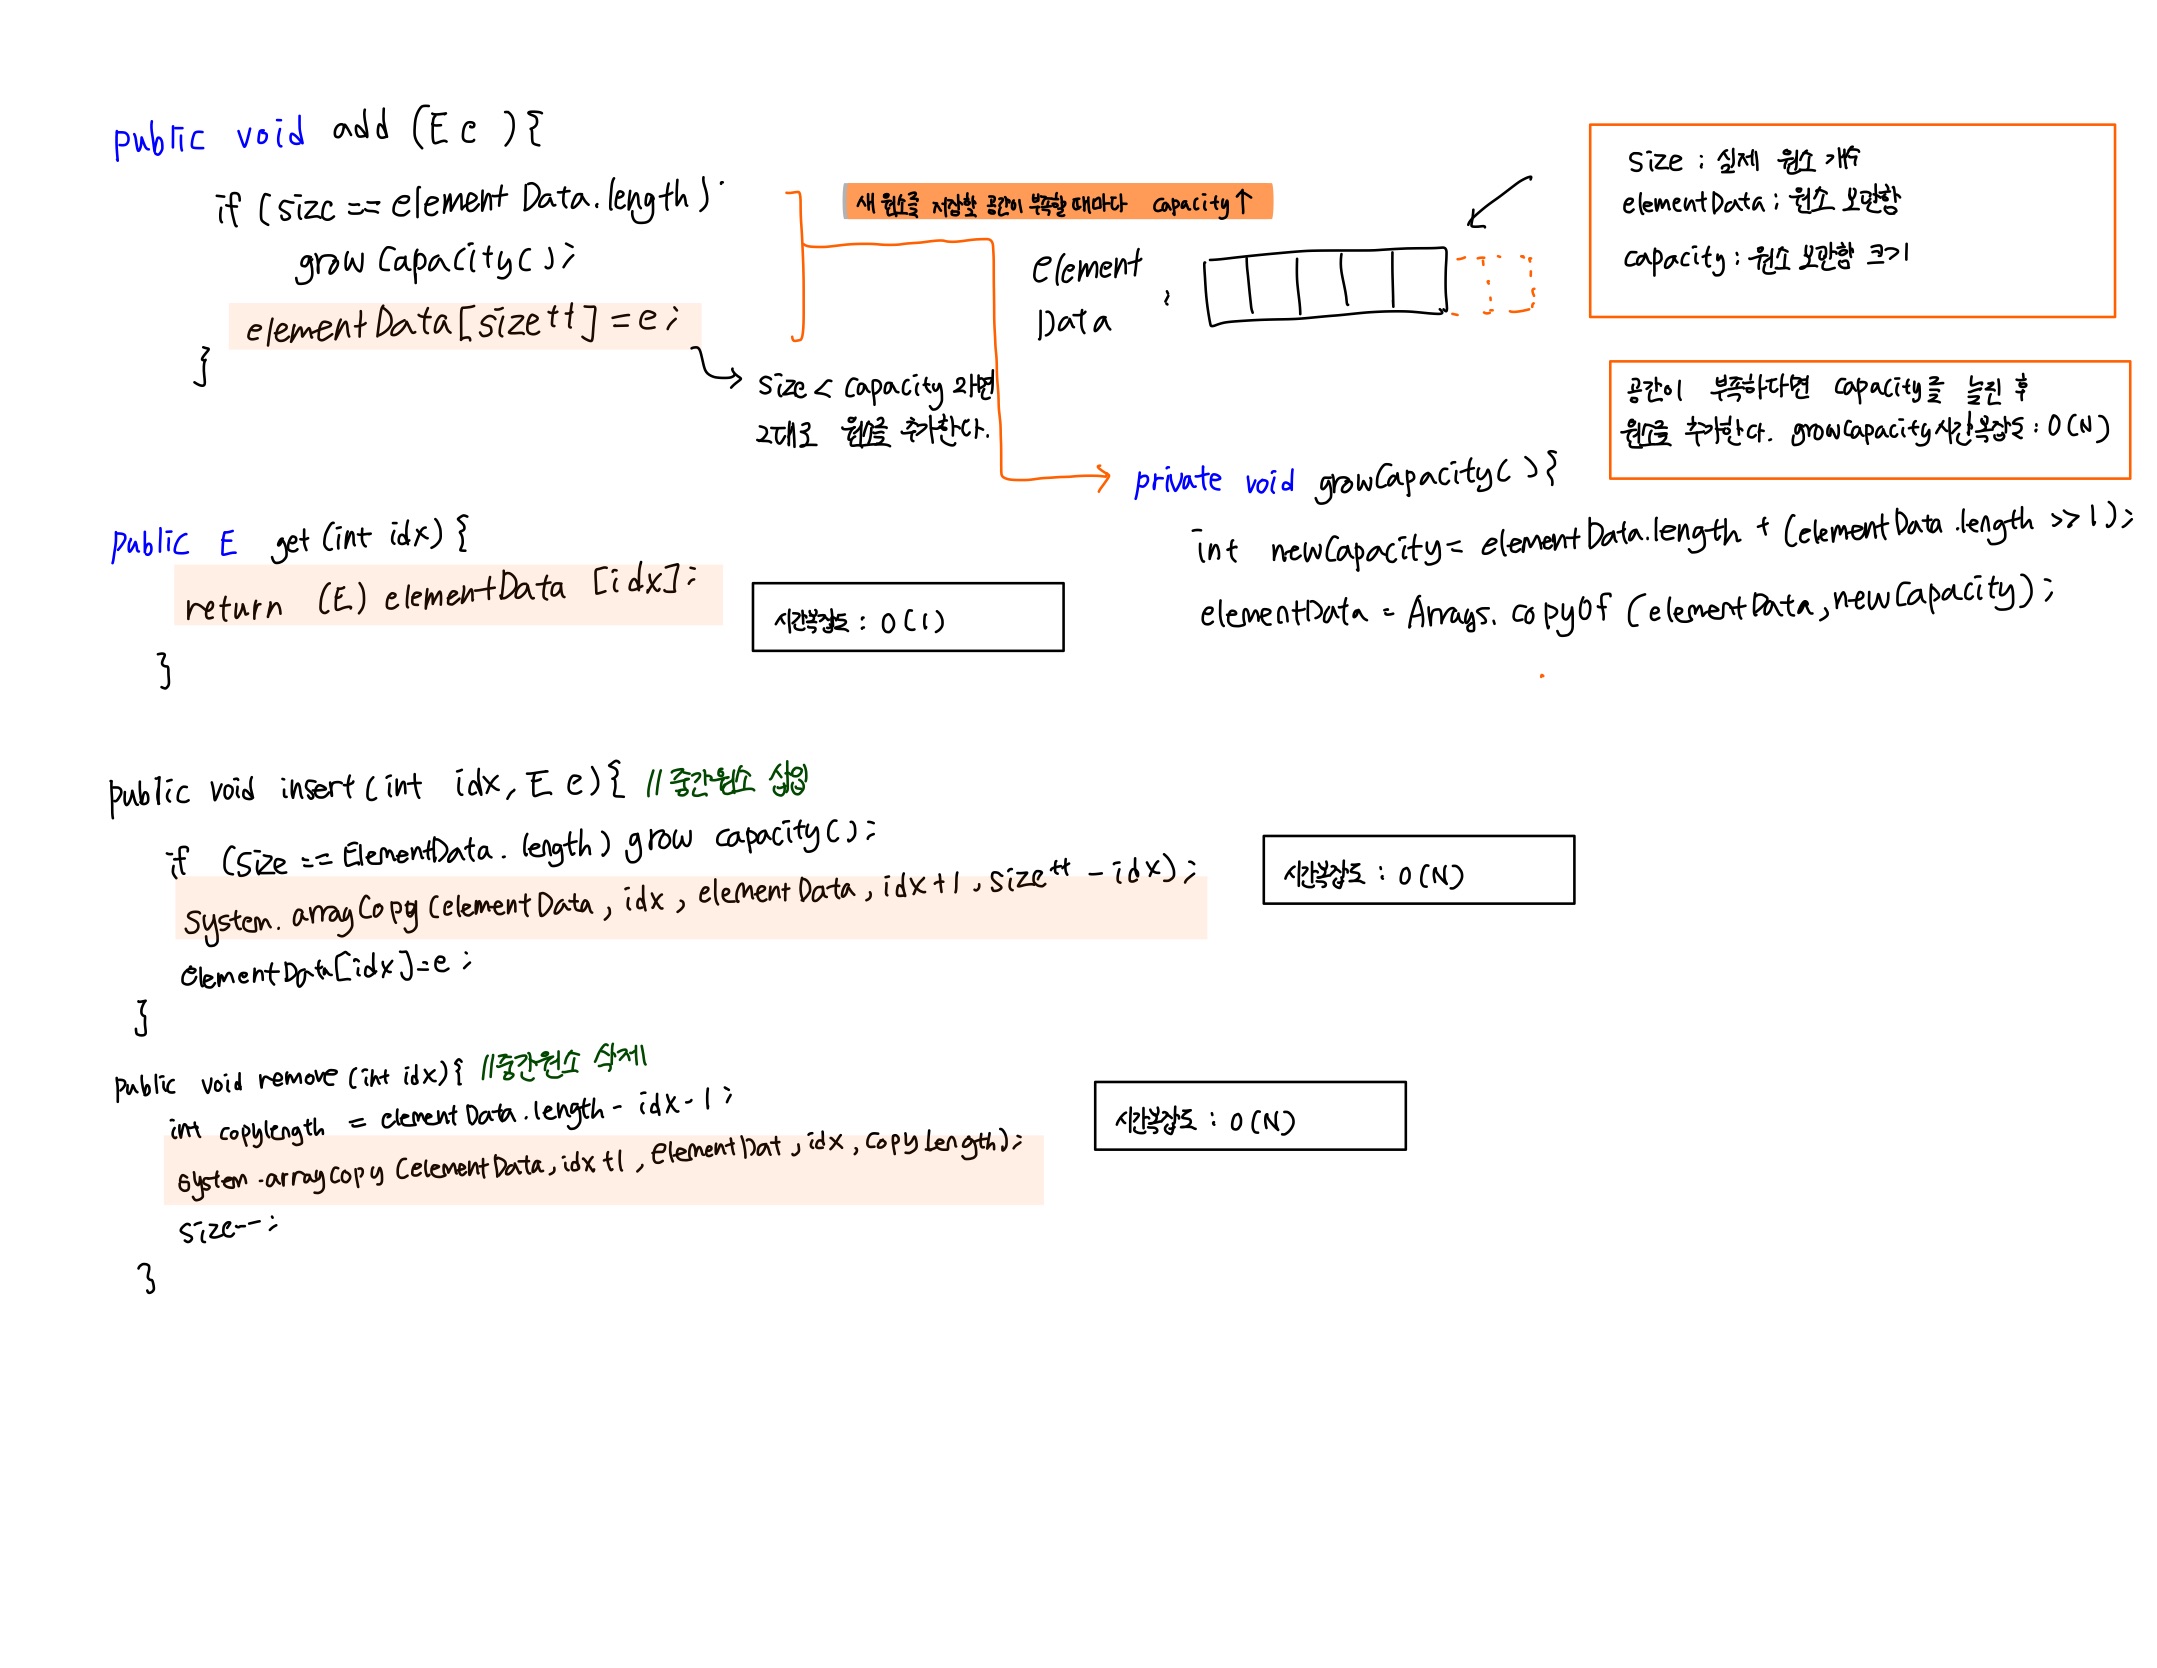 public void add (E e ){
if (size == elementData.length)
growCapacity();
elementData[size++] = e;
}
새 원소를 저장할 공간이 부족할 때마다 capacity↑
element
Data :
size < capacity 라면
그대로 원소를 추가한다.
size : 실제 원소 개수
elementData : 원소 보관함
capacity : 원소 보관함 크기
공간이 부족하다면 capacity를 늘린 후
원소를 추가한다. growCapacity시간복잡도 : O(N)
private void growCapacity( ){
int newCapacity= elementData.length + (elementData.length >>1);
elementData = Arrays.copyOf (elementData,newCapacity);
public E get (int idx) {
return (E) elementData [idx];
}
시간복잡도 : O(1)
public void insert (int idx, E e){ //중간원소 삽입
if (size == ElementData.length) grow capacity();
System.arrayCopy (elementData, idx, elementData, idx+1, size++ - idx);
elementData[idx]=e;
}
시간복잡도 : O(N)
public void remove (int idx){ //중간원소 삭제
int copylength = elementData.length- idx-1;
System.arraycopy (elementData, idx+1, elementDat, idx, copyLength);
size--;
}
시간복잡도 : O(N)